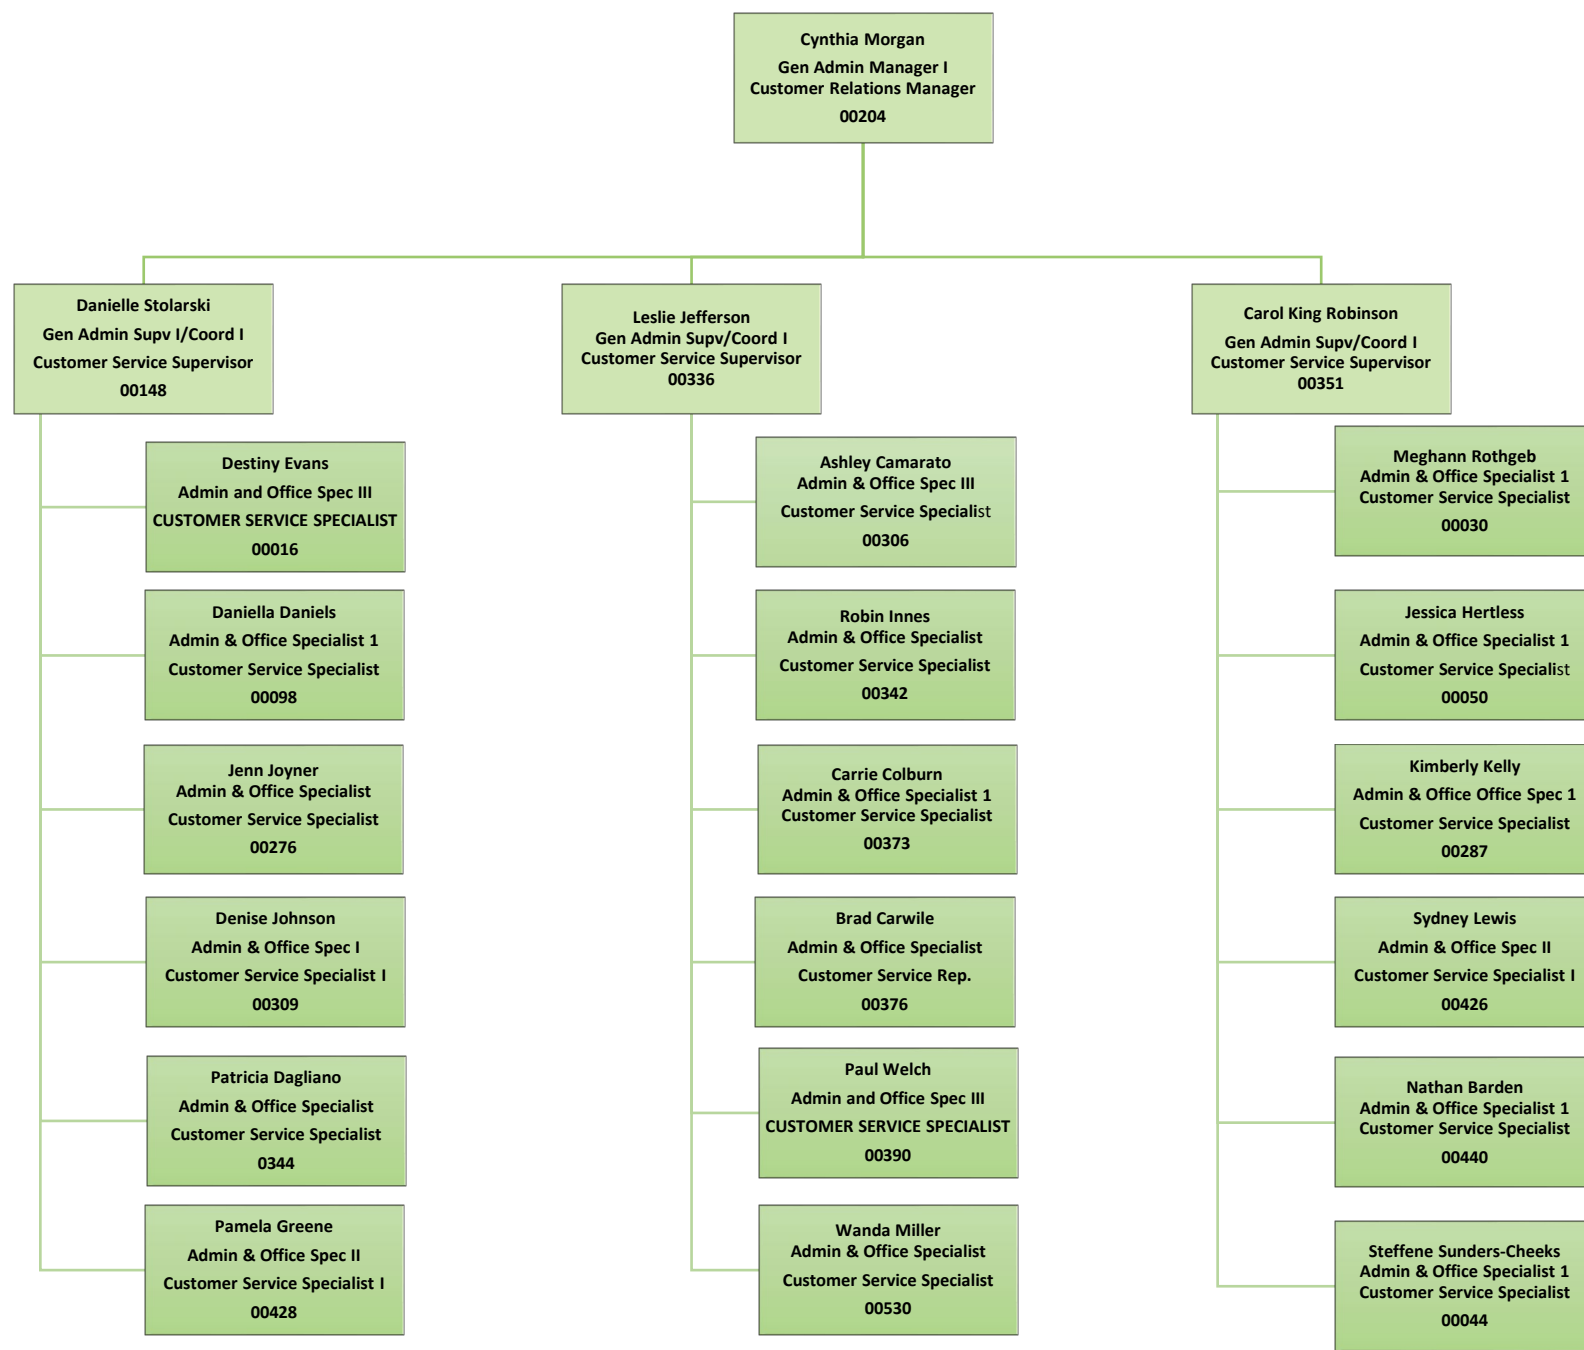 Cynthia Morgan
Gen Admin Manager I
Customer Relations Manager
00204
Danielle Stolarski
Gen Admin Supv I/Coord I
Customer Service Supervisor
00148
Destiny Evans
Admin and Office Spec III
CUSTOMER SERVICE SPECIALIST
00016
Daniella Daniels
Admin & Office Specialist 1
Customer Service Specialist
00098
Jenn Joyner
Admin & Office Specialist
Customer Service Specialist
00276
Denise Johnson
Admin & Office Spec I
Customer Service Specialist I
00309
Patricia Dagliano
Admin & Office Specialist
Customer Service Specialist
0344
Pamela Greene
Admin & Office Spec II
Customer Service Specialist I
00428
Leslie Jefferson
Gen Admin Supv/Coord I
Customer Service Supervisor
00336
Ashley Camarato
Admin & Office Spec III
Customer Service Specialist
00306
Robin Innes
Admin & Office Specialist
Customer Service Specialist
00342
Carrie Colburn
Admin & Office Specialist 1
Customer Service Specialist
00373
Brad Carwile
Admin & Office Specialist
Customer Service Rep.
00376
Paul Welch
Admin and Office Spec III
CUSTOMER SERVICE SPECIALIST
00390
Wanda Miller
Admin & Office Specialist
Customer Service Specialist
00530
Carol King Robinson
Gen Admin Supv/Coord I
Customer Service Supervisor
00351
Meghann Rothgeb
Admin & Office Specialist 1
Customer Service Specialist
00030
Jessica Hertless
Admin & Office Specialist 1
Customer Service Specialist
00050
Kimberly Kelly
Admin & Office Office Spec 1
Customer Service Specialist
00287
Sydney Lewis
Admin & Office Spec II
Customer Service Specialist I
00426
Nathan Barden
Admin & Office Specialist 1
Customer Service Specialist
00440
Steffene Sunders-Cheeks
Admin & Office Specialist 1
Customer Service Specialist
00044